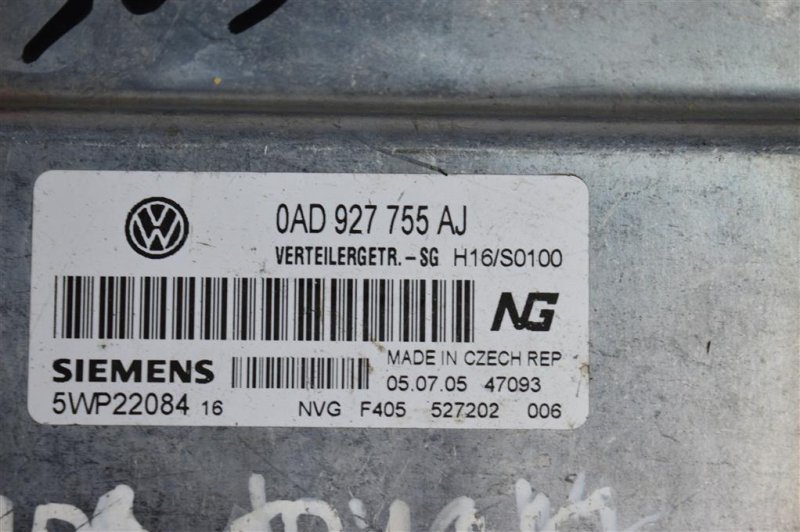 0AD 927 755 AJ
VERTEILERGETR.-SG H16/S0100
NG
SIEMENS
MADE IN CZECH REP
05.07.05 47093
5WP22084 16
NVG F405 527202 006